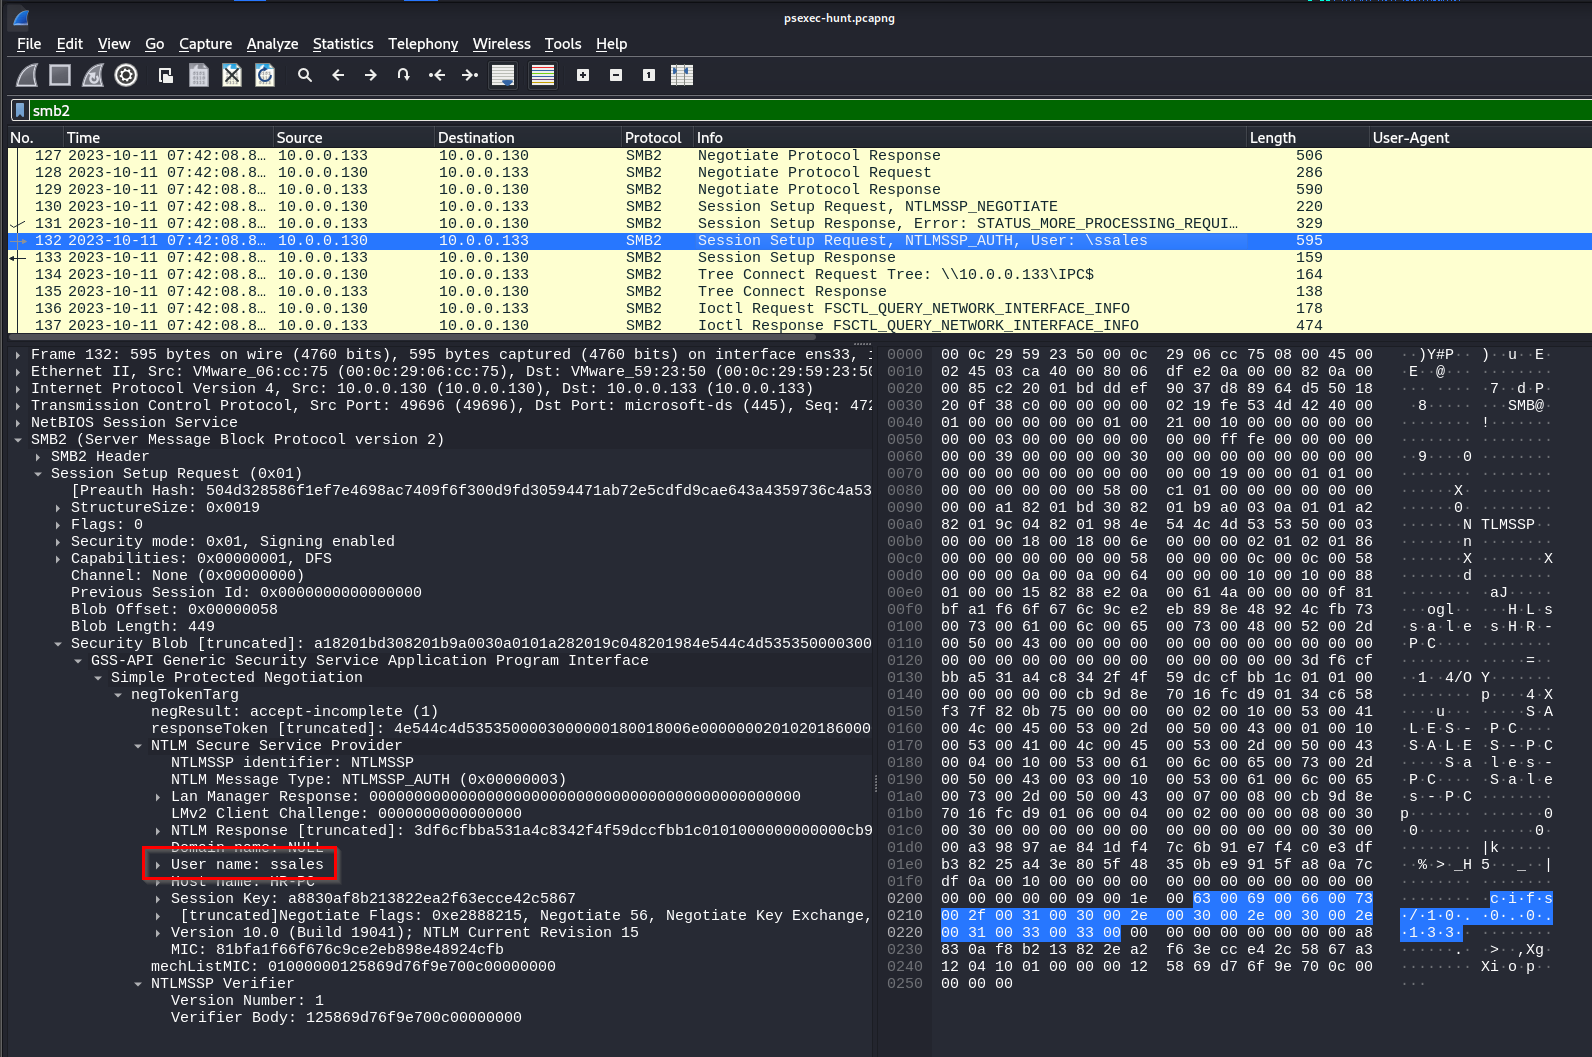 psexec-hunt.pcapng
File Edit View Go Capture Analyze Statistics Telephony Wireless Tools Help
smb2
No. Time Source Destination Protocol Info Length User-Agent
127 2023-10-11 07:42:08.8… 10.0.0.133 10.0.0.130 SMB2 Negotiate Protocol Response 506
128 2023-10-11 07:42:08.8… 10.0.0.130 10.0.0.133 SMB2 Negotiate Protocol Request 286
129 2023-10-11 07:42:08.8… 10.0.0.133 10.0.0.130 SMB2 Negotiate Protocol Response 590
130 2023-10-11 07:42:08.8… 10.0.0.130 10.0.0.133 SMB2 Session Setup Request, NTLMSSP_NEGOTIATE 220
131 2023-10-11 07:42:08.8… 10.0.0.133 10.0.0.130 SMB2 Session Setup Response, Error: STATUS_MORE_PROCESSING_REQUI… 329
132 2023-10-11 07:42:08.8… 10.0.0.130 10.0.0.133 SMB2 Session Setup Request, NTLMSSP_AUTH, User: \ssales 595
133 2023-10-11 07:42:08.8… 10.0.0.133 10.0.0.130 SMB2 Session Setup Response 159
134 2023-10-11 07:42:08.8… 10.0.0.130 10.0.0.133 SMB2 Tree Connect Request Tree: \\10.0.0.133\IPC$ 164
135 2023-10-11 07:42:08.8… 10.0.0.133 10.0.0.130 SMB2 Tree Connect Response 138
136 2023-10-11 07:42:08.8… 10.0.0.130 10.0.0.133 SMB2 Ioctl Request FSCTL_QUERY_NETWORK_INTERFACE_INFO 178
137 2023-10-11 07:42:08.8… 10.0.0.133 10.0.0.130 SMB2 Ioctl Response FSCTL_QUERY_NETWORK_INTERFACE_INFO 474
Frame 132: 595 bytes on wire (4760 bits), 595 bytes captured (4760 bits) on interface ens33,
Ethernet II, Src: VMware_06:cc:75 (00:0c:29:06:cc:75), Dst: VMware_59:23:50 (00:0c:29:59:23:50
Internet Protocol Version 4, Src: 10.0.0.130 (10.0.0.130), Dst: 10.0.0.133 (10.0.0.133)
Transmission Control Protocol, Src Port: 49696 (49696), Dst Port: microsoft-ds (445), Seq: 472
NetBIOS Session Service
SMB2 (Server Message Block Protocol version 2)
SMB2 Header
Session Setup Request (0x01)
[Preauth Hash: 504d328586f1ef7e4698ac7409f6f300d9fd30594471ab72e5cdfd9cae643a4359736c4a53
StructureSize: 0x0019
Flags: 0
Security mode: 0x01, Signing enabled
Capabilities: 0x00000001, DFS
Channel: None (0x00000000)
Previous Session Id: 0x0000000000000000
Blob Offset: 0x00000058
Blob Length: 449
Security Blob [truncated]: a18201bd308201b9a0030a0101a282019c048201984e544c4d535350000300
GSS-API Generic Security Service Application Program Interface
Simple Protected Negotiation
negTokenTarg
negResult: accept-incomplete (1)
responseToken [truncated]: 4e544c4d5353500003000000180018006e0000000201020186000
NTLM Secure Service Provider
NTLMSSP identifier: NTLMSSP
NTLM Message Type: NTLMSSP_AUTH (0x00000003)
Lan Manager Response: 000000000000000000000000000000000000000000000000
LMv2 Client Challenge: 0000000000000000
NTLM Response [truncated]: 3df6cfbba531a4c8342f4f59dccfbb1c0101000000000000cb9
Domain name: NULL
User name: ssales
Host name: HR-PC
Session Key: a8830af8b213822ea2f63ecce42c5867
[truncated]Negotiate Flags: 0xe2888215, Negotiate 56, Negotiate Key Exchange,
Version 10.0 (Build 19041); NTLM Current Revision 15
MIC: 81bfa1f66f676c9ce2eb898e48924cfb
mechListMIC: 01000000125869d76f9e700c00000000
NTLMSSP Verifier
Version Number: 1
Verifier Body: 125869d76f9e700c00000000
0000 00 0c 29 59 23 50 00 0c 29 06 cc 75 08 00 45 00 ··)Y#P·· )··u··E·
0010 02 45 03 ca 40 00 80 06 df e2 0a 00 00 82 0a 00 ·E··@··· ········
0020 00 85 c2 20 01 bd dd ef 90 37 d8 89 64 d5 50 18 ··· ···· ·7··d·P·
0030 20 0f 38 c0 00 00 00 00 02 19 fe 53 4d 42 40 00 ·8····· ···SMB@·
0040 01 00 00 00 00 00 01 00 21 00 10 00 00 00 00 00 ········ !·······
0050 00 00 03 00 00 00 00 00 00 00 ff fe 00 00 00 00 ········ ········
0060 00 00 39 00 00 00 00 30 00 00 00 00 00 00 00 00 ··9····0 ········
0070 00 00 00 00 00 00 00 00 00 00 19 00 00 01 01 00 ········ ········
0080 00 00 00 00 00 00 58 00 c1 01 00 00 00 00 00 00 ······X· ········
0090 00 00 a1 82 01 bd 30 82 01 b9 a0 03 0a 01 01 a2 ······0· ········
00a0 82 01 9c 04 82 01 98 4e 54 4c 4d 53 53 50 00 03 ·······N TLMSSP··
00b0 00 00 00 18 00 18 00 6e 00 00 00 02 01 02 01 86 ·······n ········
00c0 00 00 00 00 00 00 00 58 00 00 00 0c 00 0c 00 58 ·······X ·······X
00d0 00 00 00 0a 00 0a 00 64 00 00 00 10 00 10 00 88 ·······d ········
00e0 01 00 00 15 82 88 e2 0a 00 61 4a 00 00 00 0f 81 ········ ·aJ·····
00f0 bf a1 f6 6f 67 6c 9c e2 eb 89 8e 48 92 4c fb 73 ···ogl·· ···H·L·s
0100 00 73 00 61 00 6c 00 65 00 73 00 48 00 52 00 2d ·s·a·l·e ·s·H·R·-
0110 00 50 00 43 00 00 00 00 00 00 00 00 00 00 00 00 ·P·C···· ········
0120 00 00 00 00 00 00 00 00 00 00 00 00 00 3d f6 cf ········ ·····=··
0130 bb a5 31 a4 c8 34 2f 4f 59 dc cf bb 1c 01 01 00 ··1··4/O Y·······
0140 00 00 00 00 00 cb 9d 8e 70 16 fc d9 01 34 c6 58 ········ p····4·X
0150 f3 7f 82 0b 75 00 00 00 00 02 00 10 00 53 00 41 ····u··· ·····S·A
0160 00 4c 00 45 00 53 00 2d 00 50 00 43 00 01 00 10 ·L·E·S·- ·P·C····
0170 00 53 00 41 00 4c 00 45 00 53 00 2d 00 50 00 43 ·S·A·L·E ·S·-·P·C
0180 00 04 00 10 00 53 00 61 00 6c 00 65 00 73 00 2d ·····S·a ·l·e·s·-
0190 00 50 00 43 00 03 00 10 00 53 00 61 00 6c 00 65 ·P·C···· ·S·a·l·e
01a0 00 73 00 2d 00 50 00 43 00 07 00 08 00 cb 9d 8e ·s·-·P·C ········
01b0 70 16 fc d9 01 06 00 04 00 02 00 00 00 08 00 30 p······· ·······0
01c0 00 30 00 00 00 00 00 00 00 00 00 00 00 00 30 00 ·0······ ······0·
01d0 00 a3 98 97 ae 84 1d f4 7c 6b 91 e7 f4 c0 e3 df ········ |k······
01e0 b3 82 25 a4 3e 80 5f 48 35 0b e9 91 5f a8 0a 7c ··%·>·_H 5···_··|
01f0 df 0a 00 10 00 00 00 00 00 00 00 00 00 00 00 00 ········ ········
0200 00 00 00 00 00 09 00 1e 00 63 00 69 00 66 00 73 ········ ·c·i·f·s
0210 00 2f 00 31 00 30 00 2e 00 30 00 2e 00 30 00 2e ·/·1·0·. ·0·.·0·.
0220 00 31 00 33 00 33 00 00 00 00 00 00 00 00 00 a8 ·1·3·3·· ········
0230 83 0a f8 b2 13 82 2e a2 f6 3e cc e4 2c 58 67 a3 ······.· ·>··,Xg·
0240 12 04 10 01 00 00 00 12 58 69 d7 6f 9e 70 0c 00 ········ Xi·o·p··
0250 00 00 00 ···